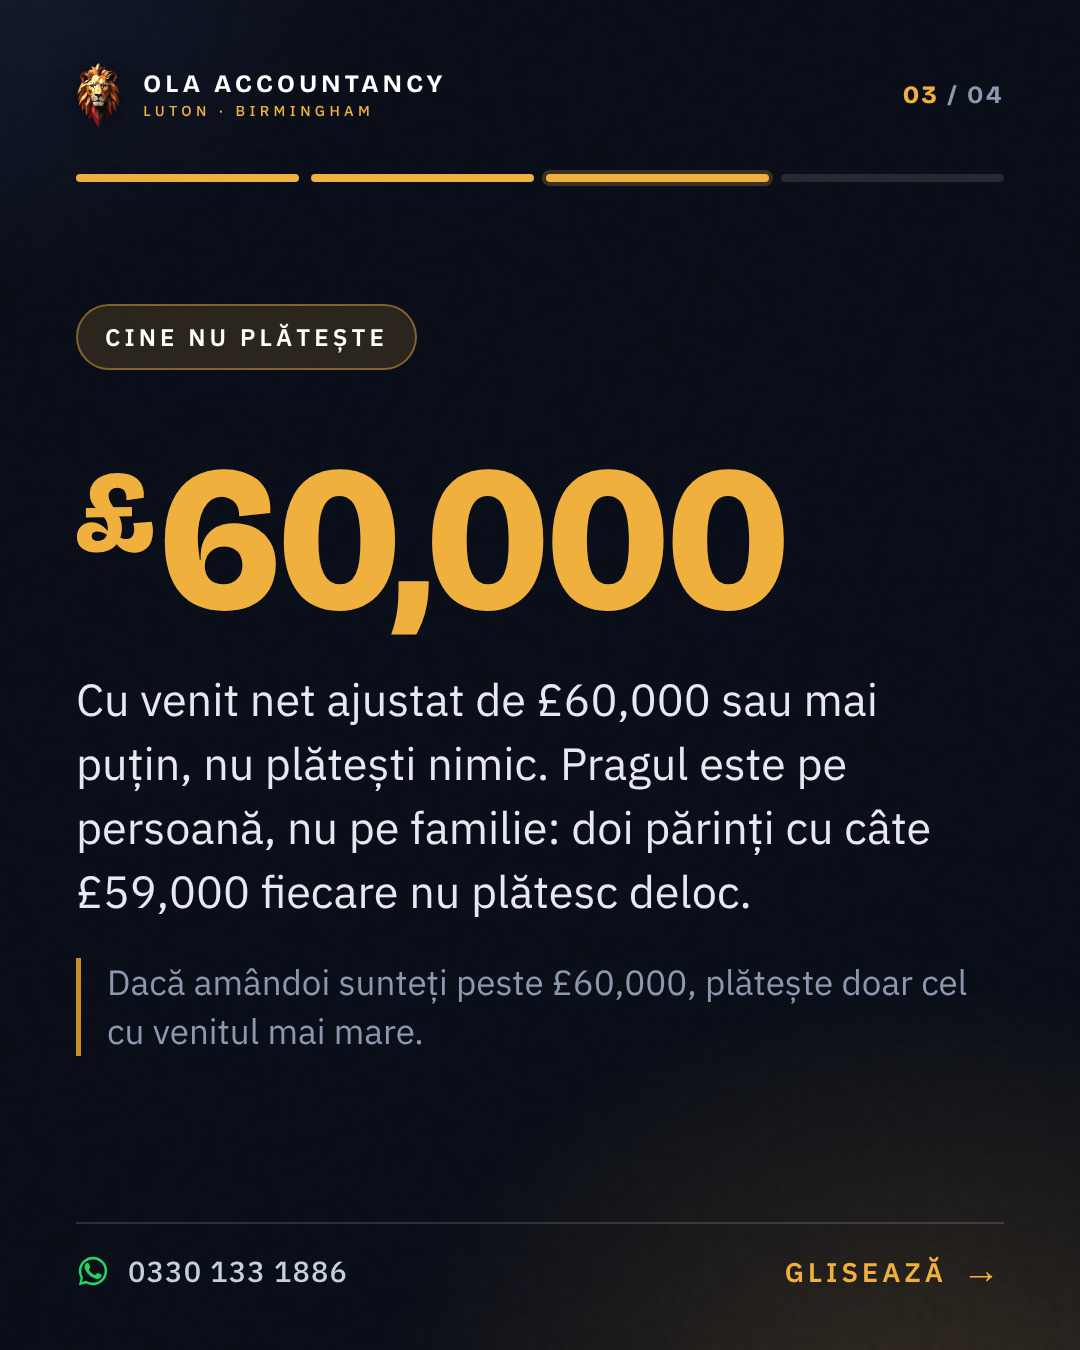 OLA ACCOUNTANCY
LUTON · BIRMINGHAM
03 / 04
CINE NU PLĂTEȘTE
£60,000
Cu venit net ajustat de £60,000 sau mai
puțin, nu plătești nimic. Pragul este pe
persoană, nu pe familie: doi părinți cu câte
£59,000 fiecare nu plătesc deloc.
Dacă amândoi sunteți peste £60,000, plătește doar cel
cu venitul mai mare.
0330 133 1886
GLISEAZĂ →